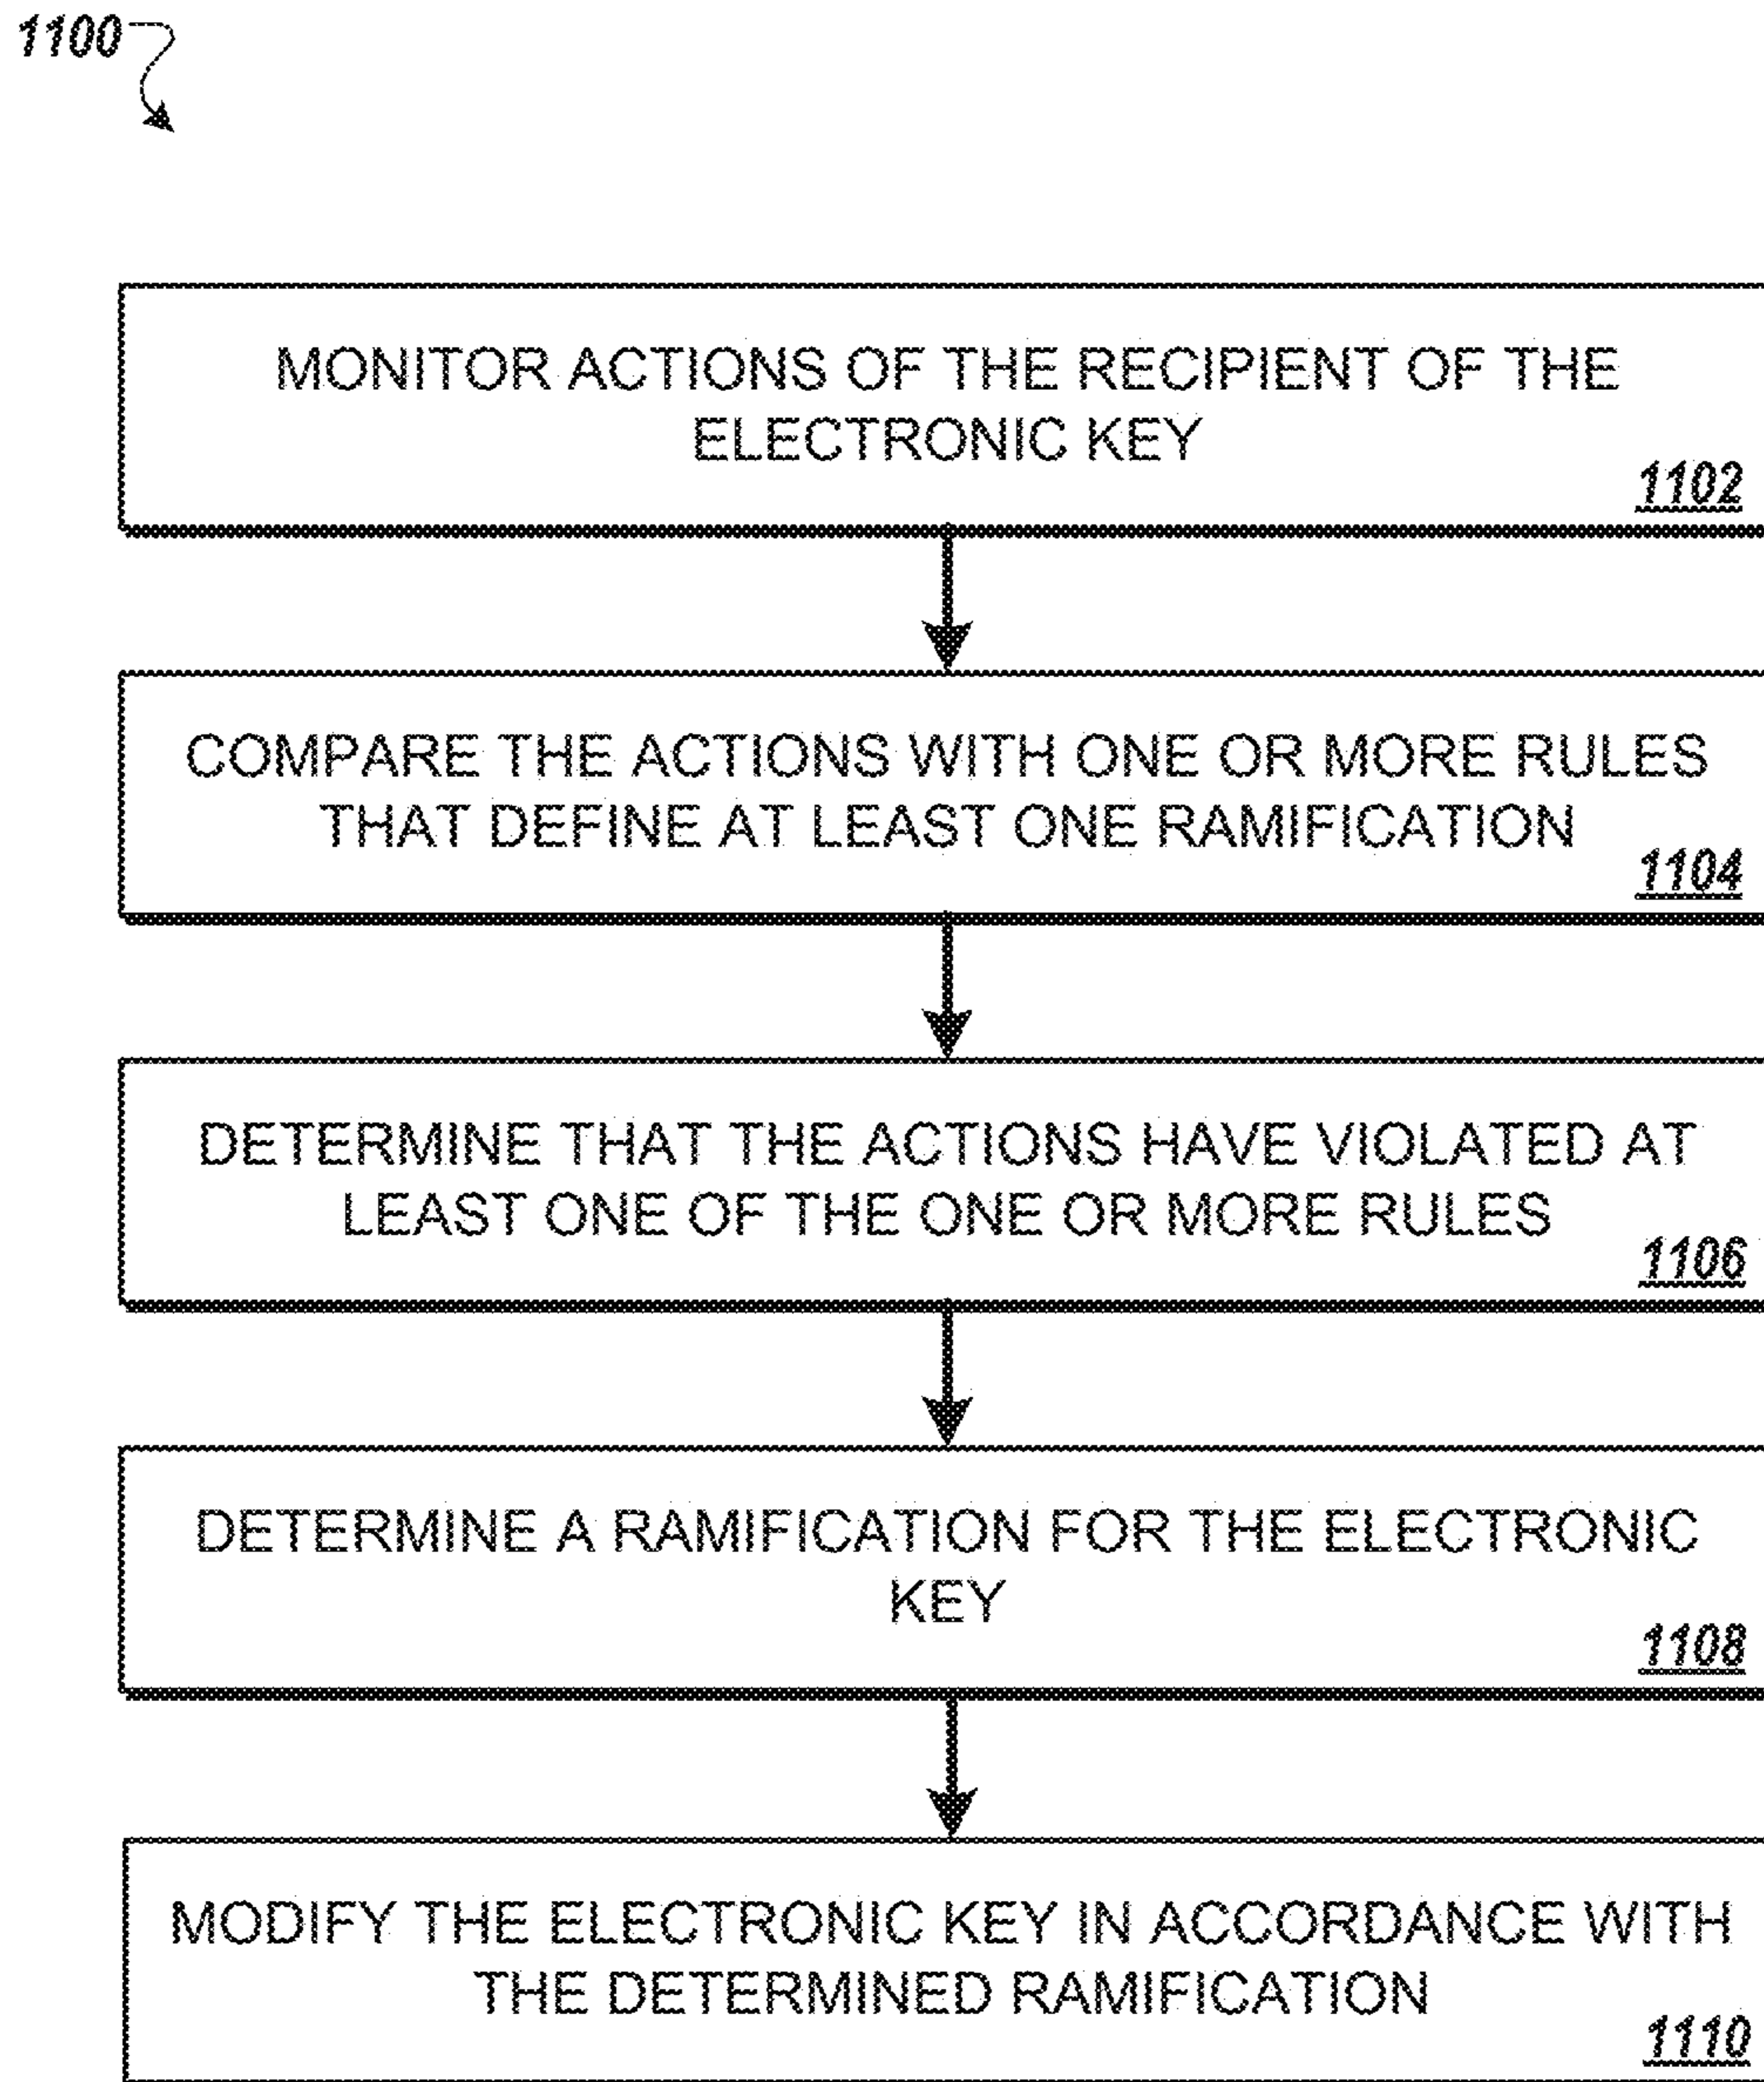 1100
MONITOR ACTIONS OF THE RECIPIENT OF THE
ELECTRONIC KEY
1102
COMPARE THE ACTIONS WITH ONE OR MORE RULES
THAT DEFINE AT LEAST ONE RAMIFICATION
1104
DETERMINE THAT THE ACTIONS HAVE VIOLATED AT
LEAST ONE OF THE ONE OR MORE RULES
1106
DETERMINE A RAMIFICATION FOR THE ELECTRONIC
KEY
1108
MODIFY THE ELECTRONIC KEY IN ACCORDANCE WITH
THE DETERMINED RAMIFICATION
1110